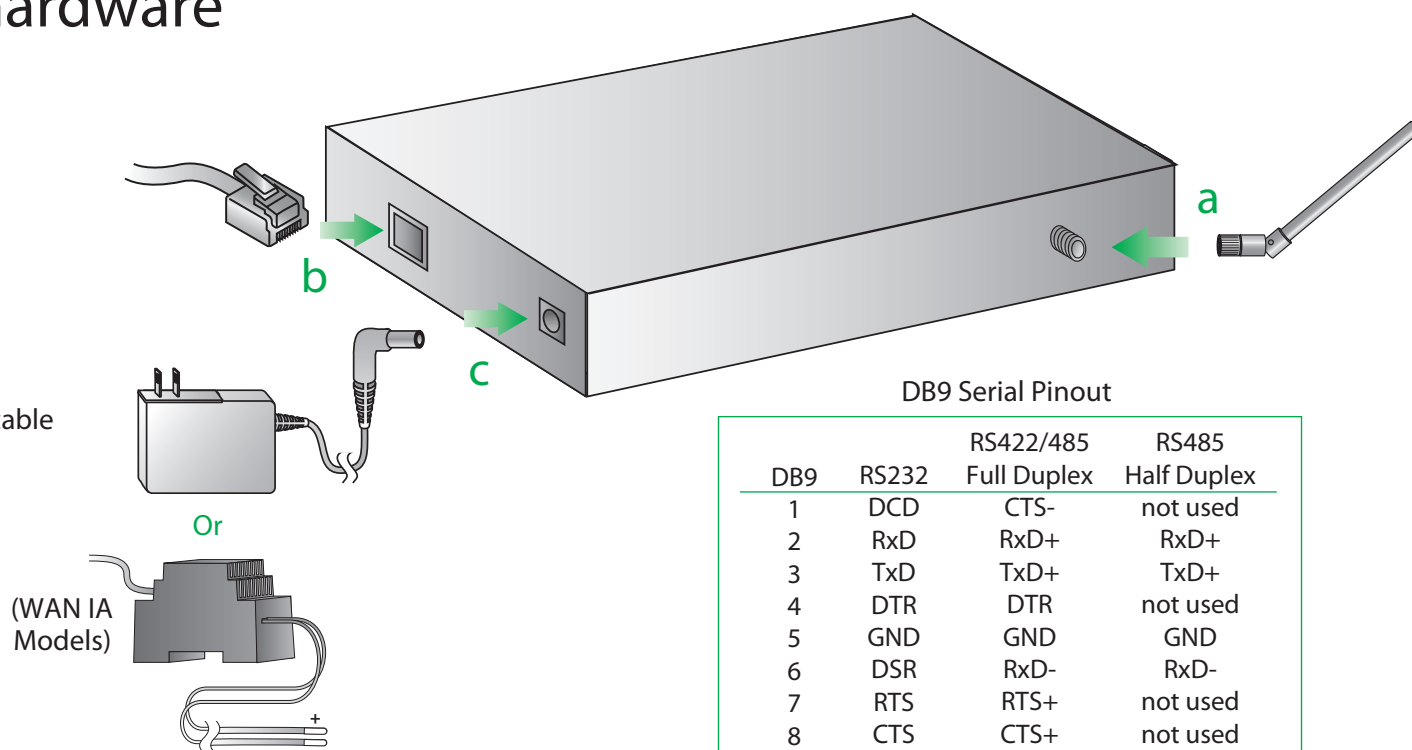 hardware
a
b
c
cable
Or
(WAN IA
Models)
+
DB9 Serial Pinout
RS422/485 RS485
DB9 RS232 Full Duplex Half Duplex
1 DCD CTS- not used
2 RxD RxD+ RxD+
3 TxD TxD+ TxD+
4 DTR DTR not used
5 GND GND GND
6 DSR RxD- RxD-
7 RTS RTS+ not used
8 CTS CTS+ not used